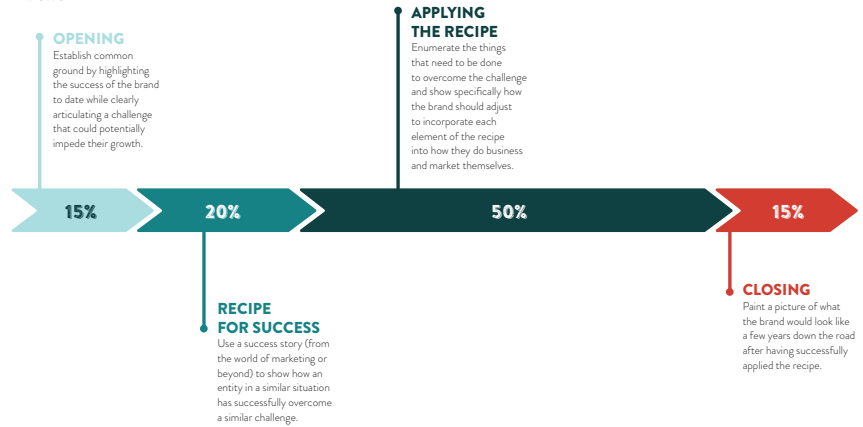 OPENING
Establish common
ground by highlighting
the success of the brand
to date while clearly
articulating a challenge
that could potentially
impede their growth.
APPLYING
THE RECIPE
Enumerate the things
that need to be done
to overcome the challenge
and show specifically how
the brand should adjust
to incorporate each
element of the recipe
into how they do business
and market themselves.
15%
20%
50%
15%
RECIPE
FOR SUCCESS
Use a success story (from
the world of marketing or
beyond) to show how an
entity in a similar situation
has successfully overcome
a similar challenge.
CLOSING
Paint a picture of what
the brand would look like
a few years down the road
after having successfully
applied the recipe.